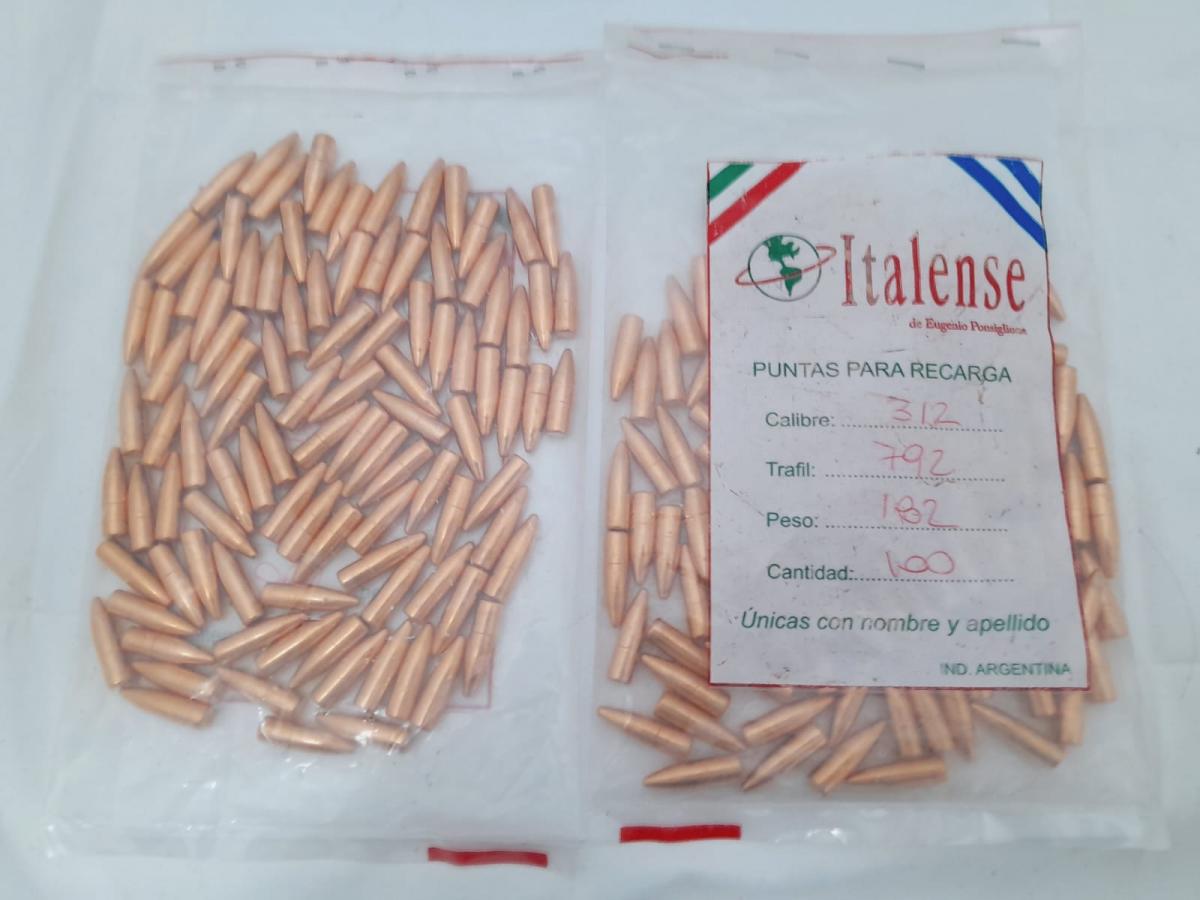 Italense
de Eugenio Ponsiglione
PUNTAS PARA RECARGA
Calibre: 312
Trafil: 792
Peso: 182
Cantidad: 100
Únicas con nombre y apellido
IND. ARGENTINA